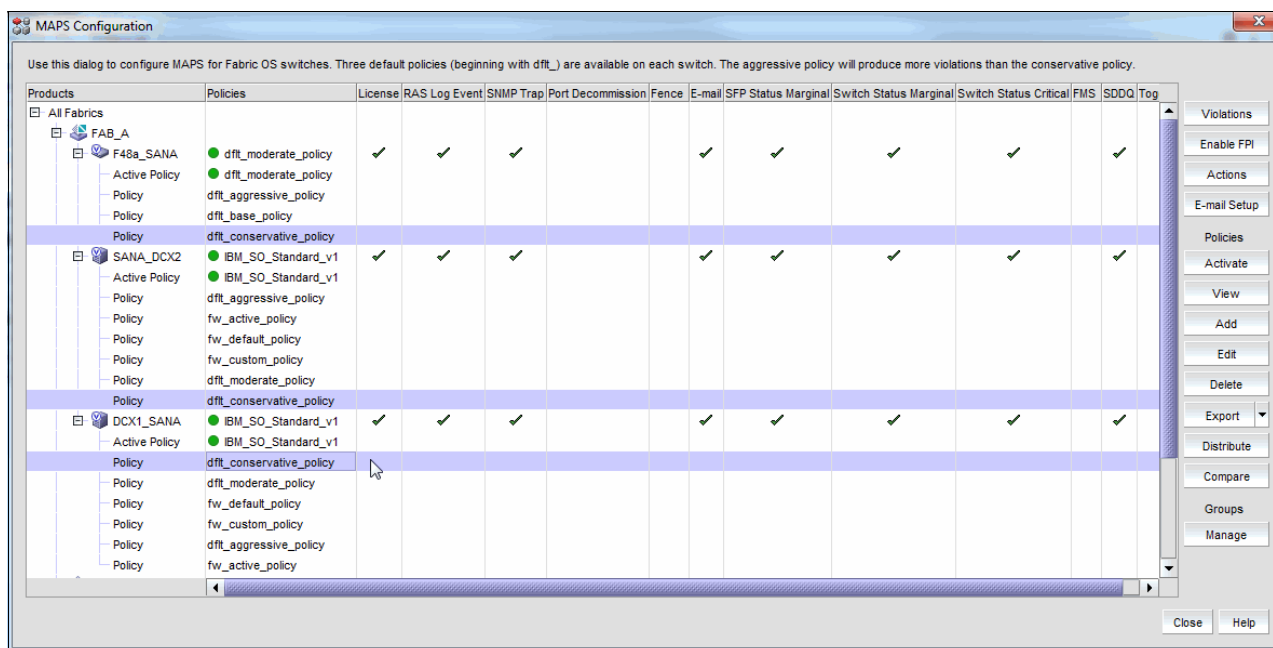 MAPS Configuration
Use this dialog to configure MAPS for Fabric OS switches. Three default policies (beginning with dflt_) are available on each switch. The aggressive policy will produce more violations than the conservative policy.
Products Policies License RAS Log Event SNMP Trap Port Decommission Fence E-mail SFP Status Marginal Switch Status Marginal Switch Status Critical FMS SDDQ Tog
All Fabrics
FAB_A
F48a_SANA dflt_moderate_policy
Active Policy dflt_moderate_policy
Policy dflt_aggressive_policy
Policy dflt_base_policy
Policy dflt_conservative_policy
SANA_DCX2 IBM_SO_Standard_v1
Active Policy IBM_SO_Standard_v1
Policy dflt_aggressive_policy
Policy fw_active_policy
Policy fw_default_policy
Policy fw_custom_policy
Policy dflt_moderate_policy
Policy dflt_conservative_policy
DCX1_SANA IBM_SO_Standard_v1
Active Policy IBM_SO_Standard_v1
Policy dflt_conservative_policy
Policy dflt_moderate_policy
Policy fw_default_policy
Policy fw_custom_policy
Policy dflt_aggressive_policy
Policy fw_active_policy
Violations
Enable FPI
Actions
E-mail Setup
Policies
Activate
View
Add
Edit
Delete
Export
Distribute
Compare
Groups
Manage
Close Help